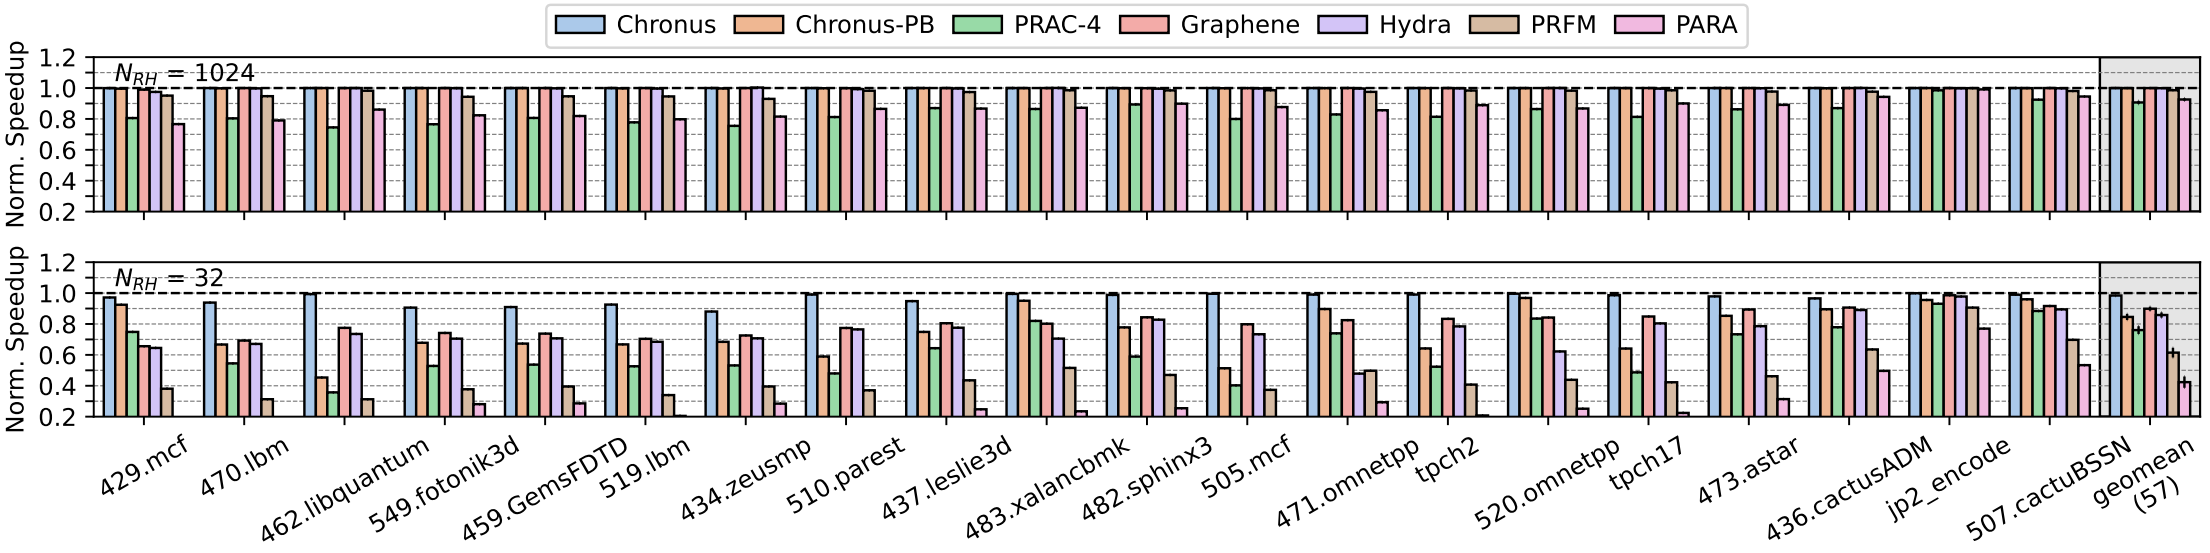 Chronus Chronus-PB PRAC-4 Graphene Hydra PRFM PARA
Norm. Speedup
1.2
1.0
0.8
0.6
0.4
0.2
N_RH = 1024
Norm. Speedup
1.2
1.0
0.8
0.6
0.4
0.2
N_RH = 32
429.mcf
470.lbm
462.libquantum
549.fotonik3d
459.GemsFDTD
519.lbm
434.zeusmp
510.parest
437.leslie3d
483.xalancbmk
482.sphinx3
505.mcf
471.omnetpp
tpch2
520.omnetpp
tpch17
473.astar
436.cactusADM
jp2_encode
507.cactuBSSN
geomean
(57)